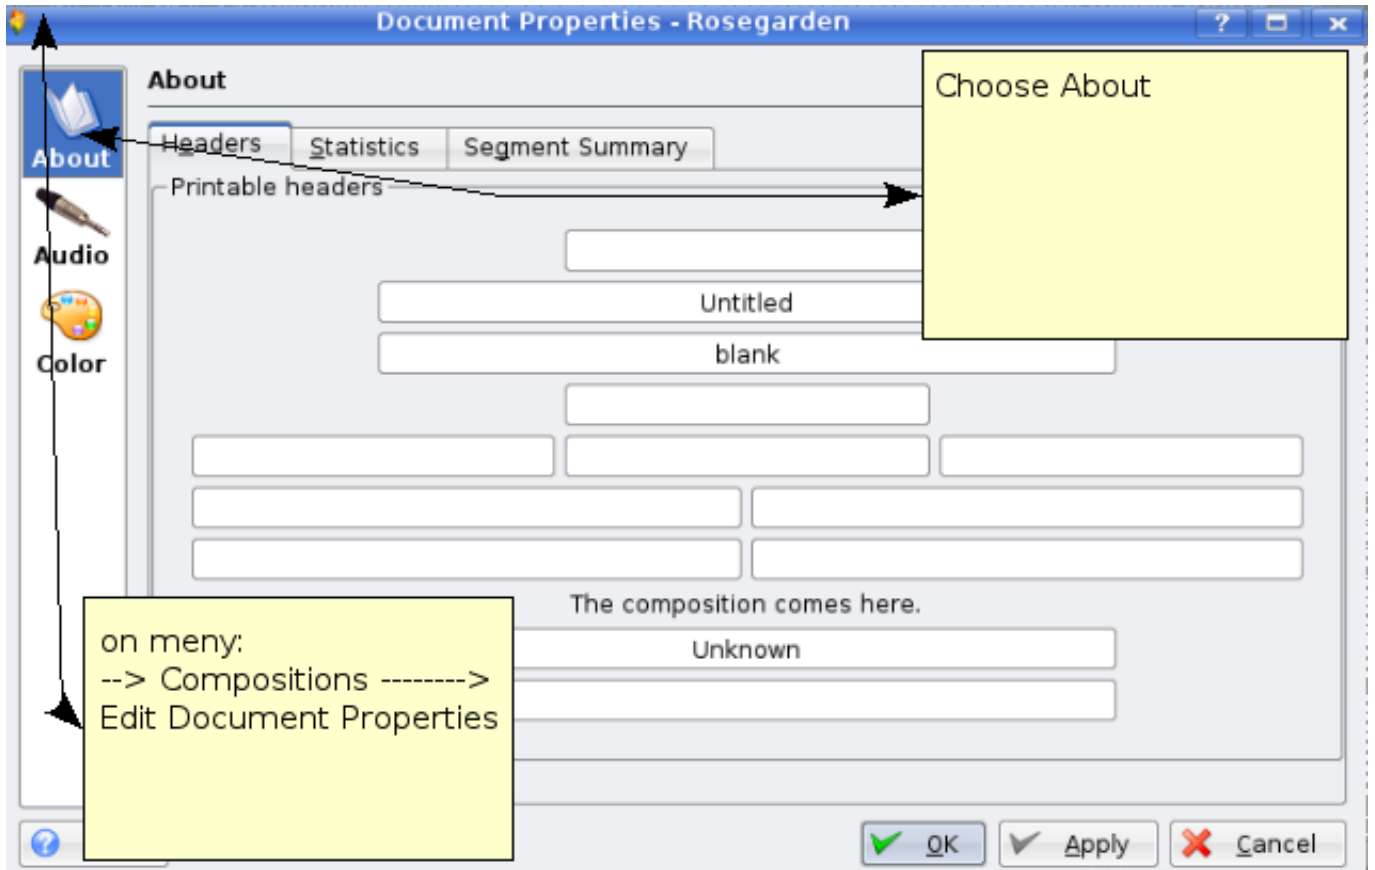 Document Properties - Rosegarden
?
About
Choose About
About
Headers
Statistics
Segment Summary
Printable headers
Audio
Untitled
blank
Color
The composition comes here.
Unknown
on meny:
--> Compositions -------->
Edit Document Properties
?
OK
Apply
Cancel